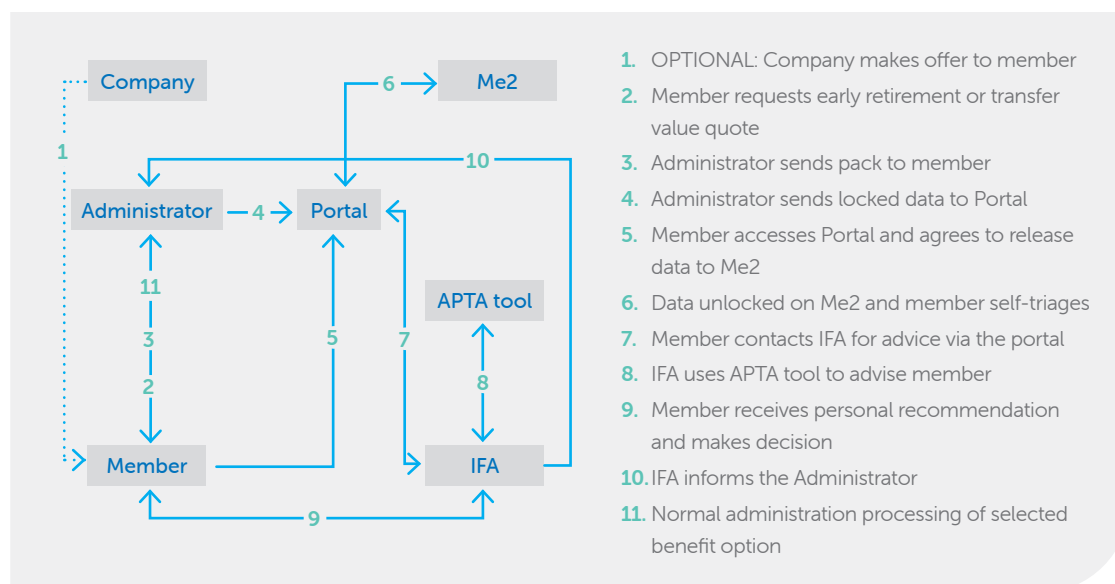 Company
Me2
6
1
10
Administrator
4
Portal
11
APTA tool
3
5
7
2
8
Member
IFA
9
1. OPTIONAL: Company makes offer to member
2. Member requests early retirement or transfer
value quote
3. Administrator sends pack to member
4. Administrator sends locked data to Portal
5. Member accesses Portal and agrees to release
data to Me2
6. Data unlocked on Me2 and member self-triages
7. Member contacts IFA for advice via the portal
8. IFA uses APTA tool to advise member
9. Member receives personal recommendation
and makes decision
10. IFA informs the Administrator
11. Normal administration processing of selected
benefit option